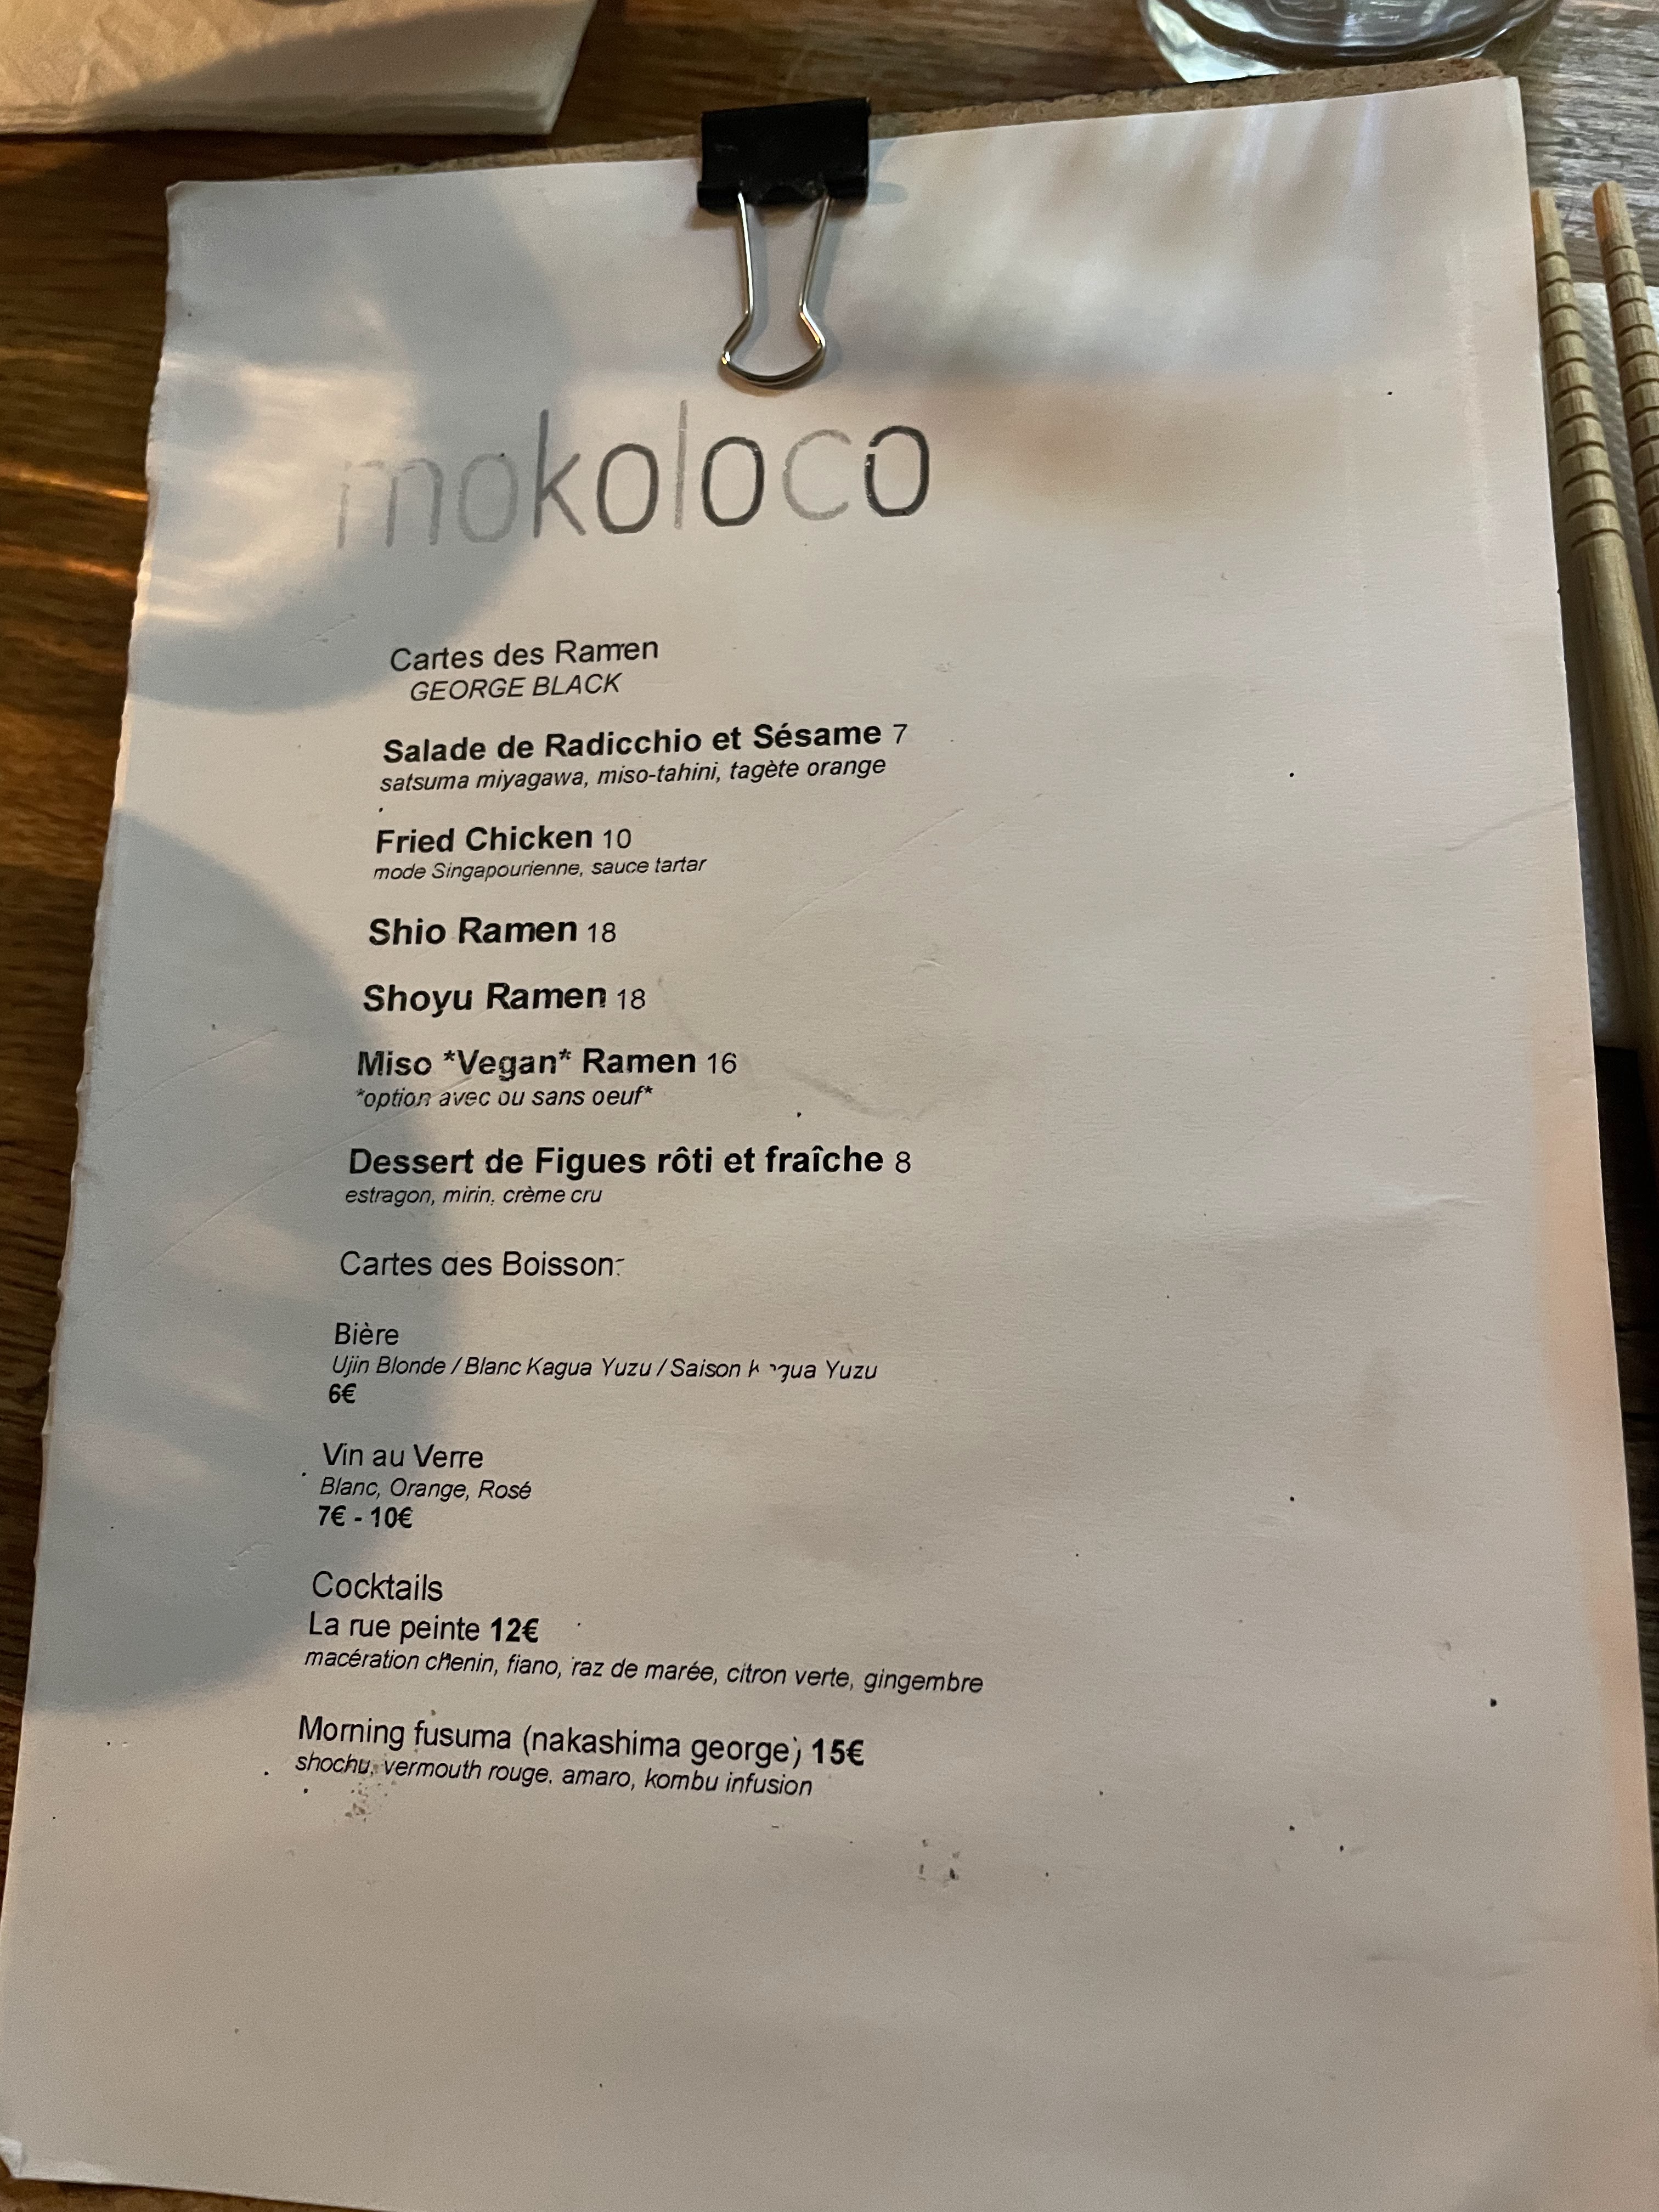 mokoloco
Cartes des Ramen
GEORGE BLACK
Salade de Radicchio et Sésame 7
satsuma miyagawa, miso-tahini, tagète orange
Fried Chicken 10
mode Singapourienne, sauce tartar
Shio Ramen 18
Shoyu Ramen 18
Miso *Vegan* Ramen 16
*option avec ou sans oeuf*
Dessert de Figues rôti et fraîche 8
estragon, mirin, crème cru
Cartes des Boissons
Bière
Ujin Blonde / Blanc Kagua Yuzu / Saison Kagua Yuzu
6€
Vin au Verre
Blanc, Orange, Rosé
7€ - 10€
Cocktails
La rue peinte 12€
macération chenin, fiano, raz de marée, citron verte, gingembre
Morning fusuma (nakashima george) 15€
shochu, vermouth rouge, amaro, kombu infusion